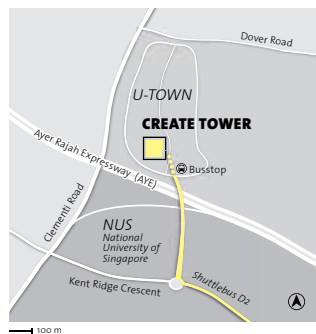 Dover Road
U-TOWN
CREATE TOWER
Ayer Rajah Expressway (AYE)
Busstop
Clementi Road
NUS
National
University of
Singapore
Kent Ridge Crescent
Shuttlebus D2
100 m